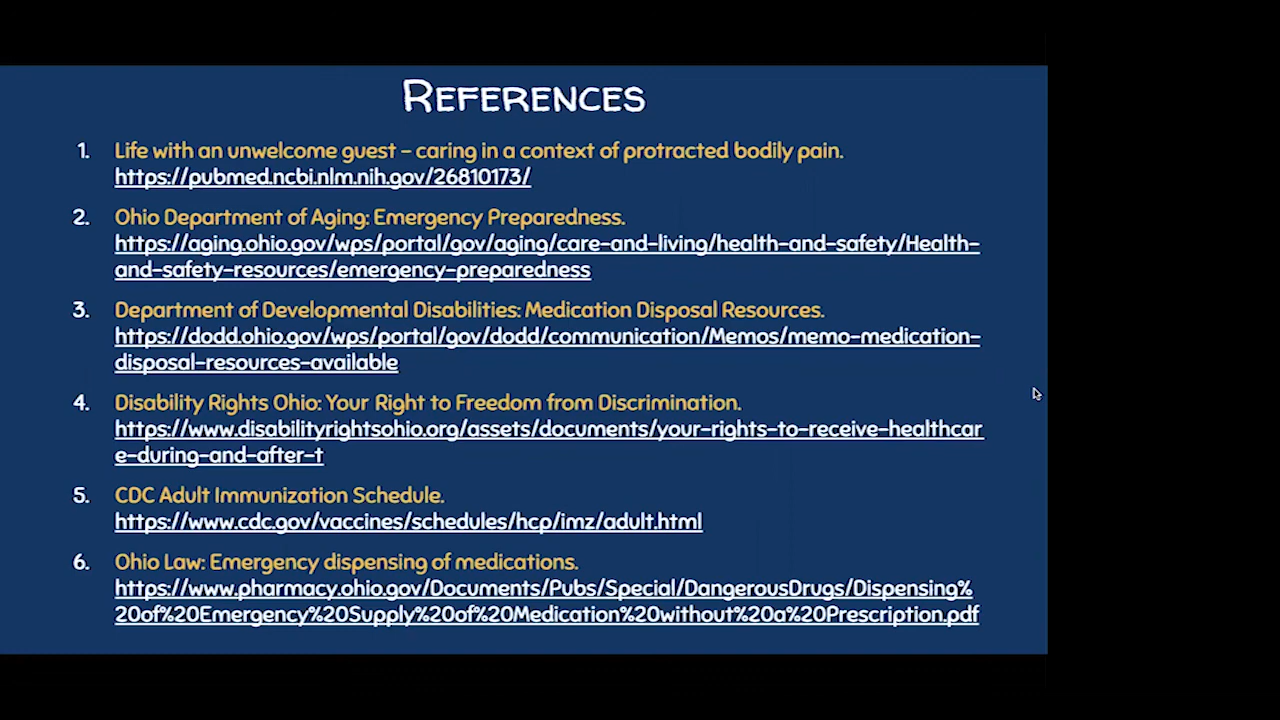 References
1. Life with an unwelcome guest – caring in a context of protracted bodily pain.
https://pubmed.ncbi.nlm.nih.gov/26810173/
2. Ohio Department of Aging: Emergency Preparedness.
https://aging.ohio.gov/wps/portal/gov/aging/care-and-living/health-and-safety/Health-
and-safety-resources/emergency-preparedness
3. Department of Developmental Disabilities: Medication Disposal Resources.
https://dodd.ohio.gov/wps/portal/gov/dodd/communication/Memos/memo-medication-
disposal-resources-available
4. Disability Rights Ohio: Your Right to Freedom from Discrimination.
https://www.disabilityrightsohio.org/assets/documents/your-rights-to-receive-healthcar
e-during-and-after-t
5. CDC Adult Immunization Schedule.
https://www.cdc.gov/vaccines/schedules/hcp/imz/adult.html
6. Ohio Law: Emergency dispensing of medications.
https://www.pharmacy.ohio.gov/Documents/Pubs/Special/DangerousDrugs/Dispensing%
20of%20Emergency%20Supply%20of%20Medication%20without%20a%20Prescription.pdf